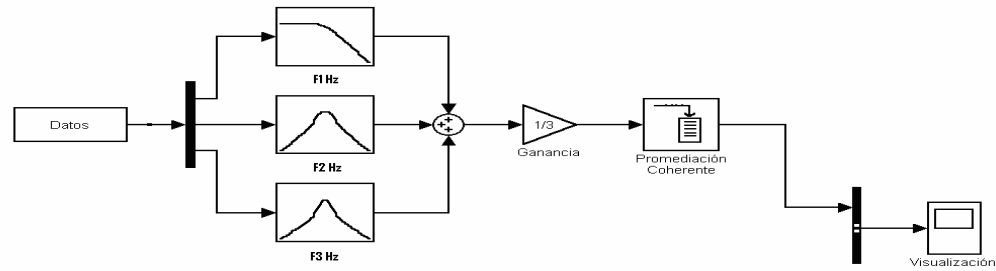 F1 Hz
Datos
F2 Hz
1/3
Ganancia
Promediación
Coherente
F3 Hz
Visualización